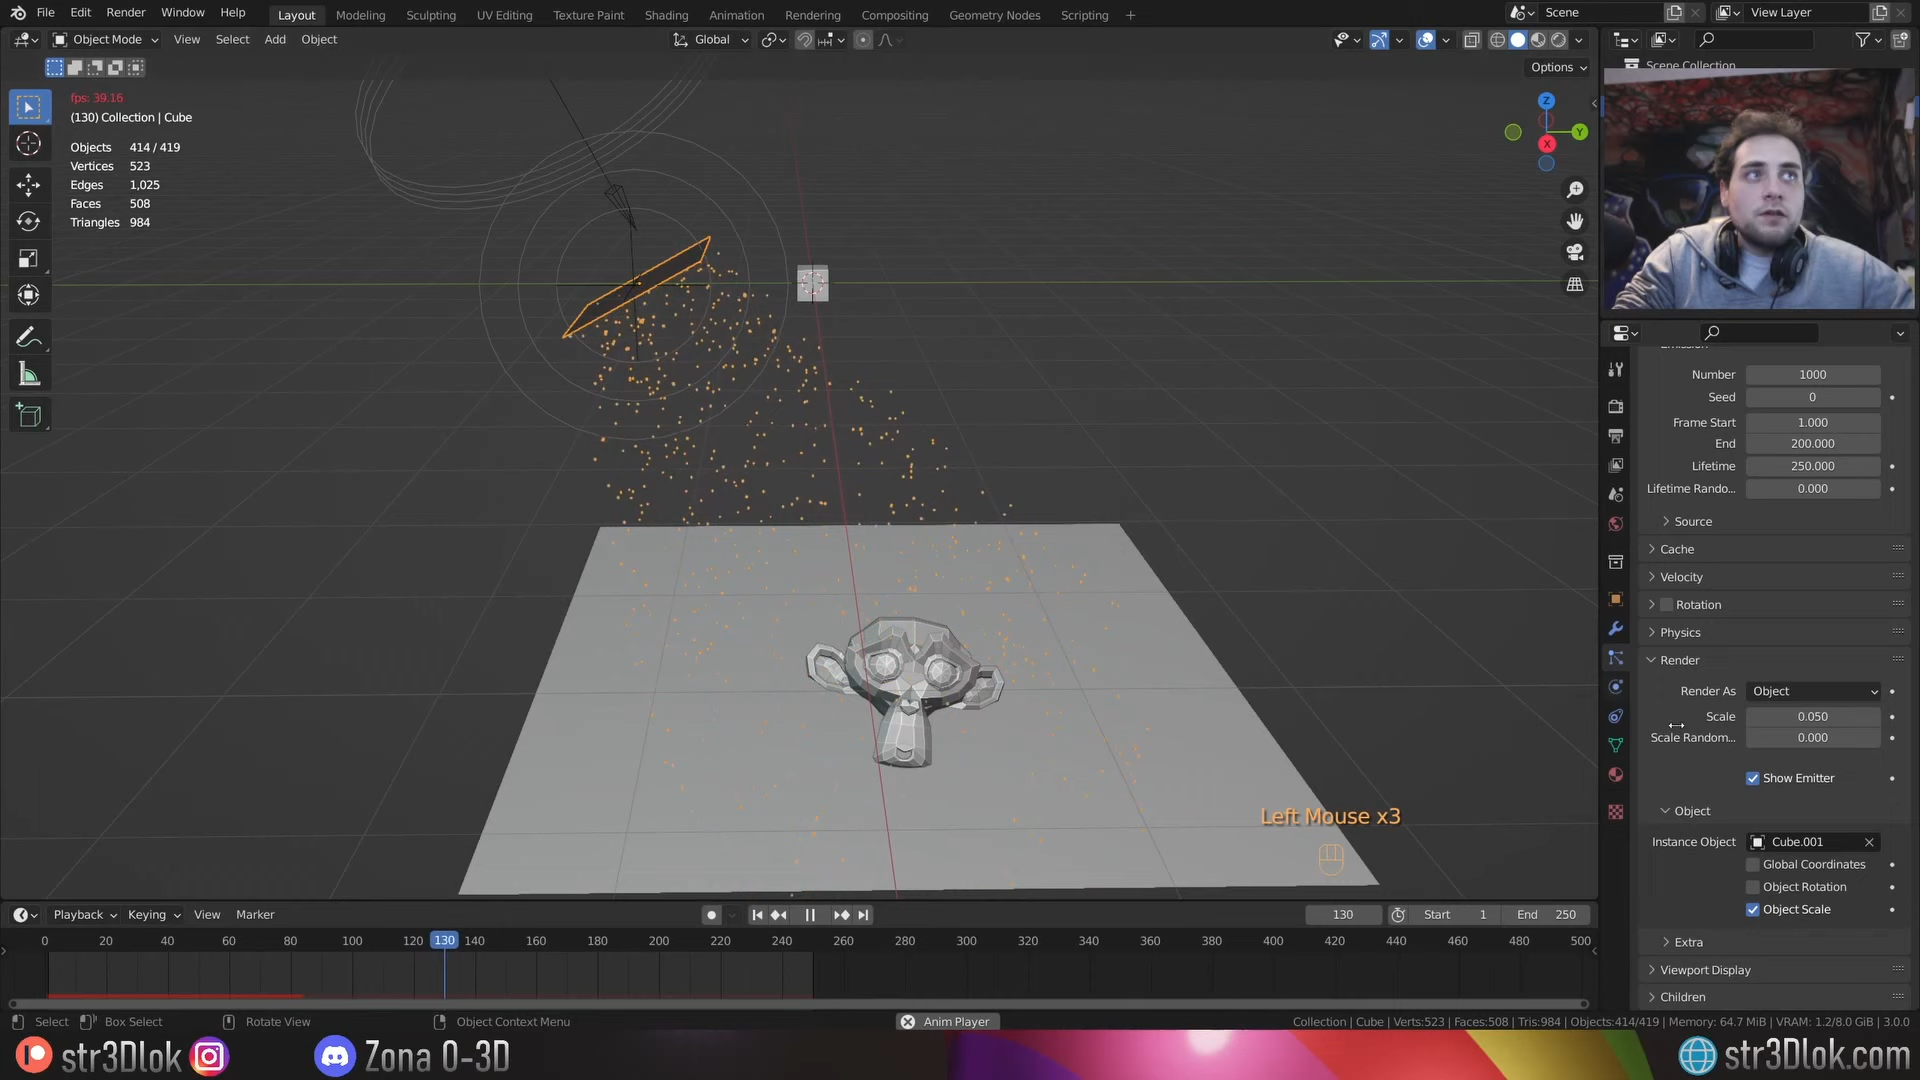 File Edit Render Window Help Layout Modeling Sculpting UV Editing Texture Paint Shading Animation Rendering Compositing Geometry Nodes Scripting + Scene View Layer
Object Mode View Select Add Object Global
Options
Scene Collection
fps: 39.16
(130) Collection | Cube
Objects 414 / 419
Vertices 523
Edges 1,025
Faces 508
Triangles 984
Z
Y
X
Emission
Number 1000
Seed 0
Frame Start 1.000
End 200.000
Lifetime 250.000
Lifetime Rando... 0.000
Source
Cache
Velocity
Rotation
Physics
Render
Render As Object
Scale 0.050
Scale Random... 0.000
Show Emitter
Object
Instance Object Cube.001
Global Coordinates
Object Rotation
Object Scale
Extra
Viewport Display
Children
Left Mouse x3
Playback Keying View Marker 130 Start 1 End 250
0 20 40 60 80 100 120 130 140 160 180 200 220 240 260 280 300 320 340 360 380 400 420 440 460 480 500
Select Box Select Rotate View Object Context Menu Anim Player Collection | Cube | Verts:523 | Faces:508 | Tris:984 | Objects:414/419 | Memory: 64.7 MiB | VRAM: 1.2/8.0 GiB | 3.0.0
str3Dlok Zona 0-3D str3Dlok.com